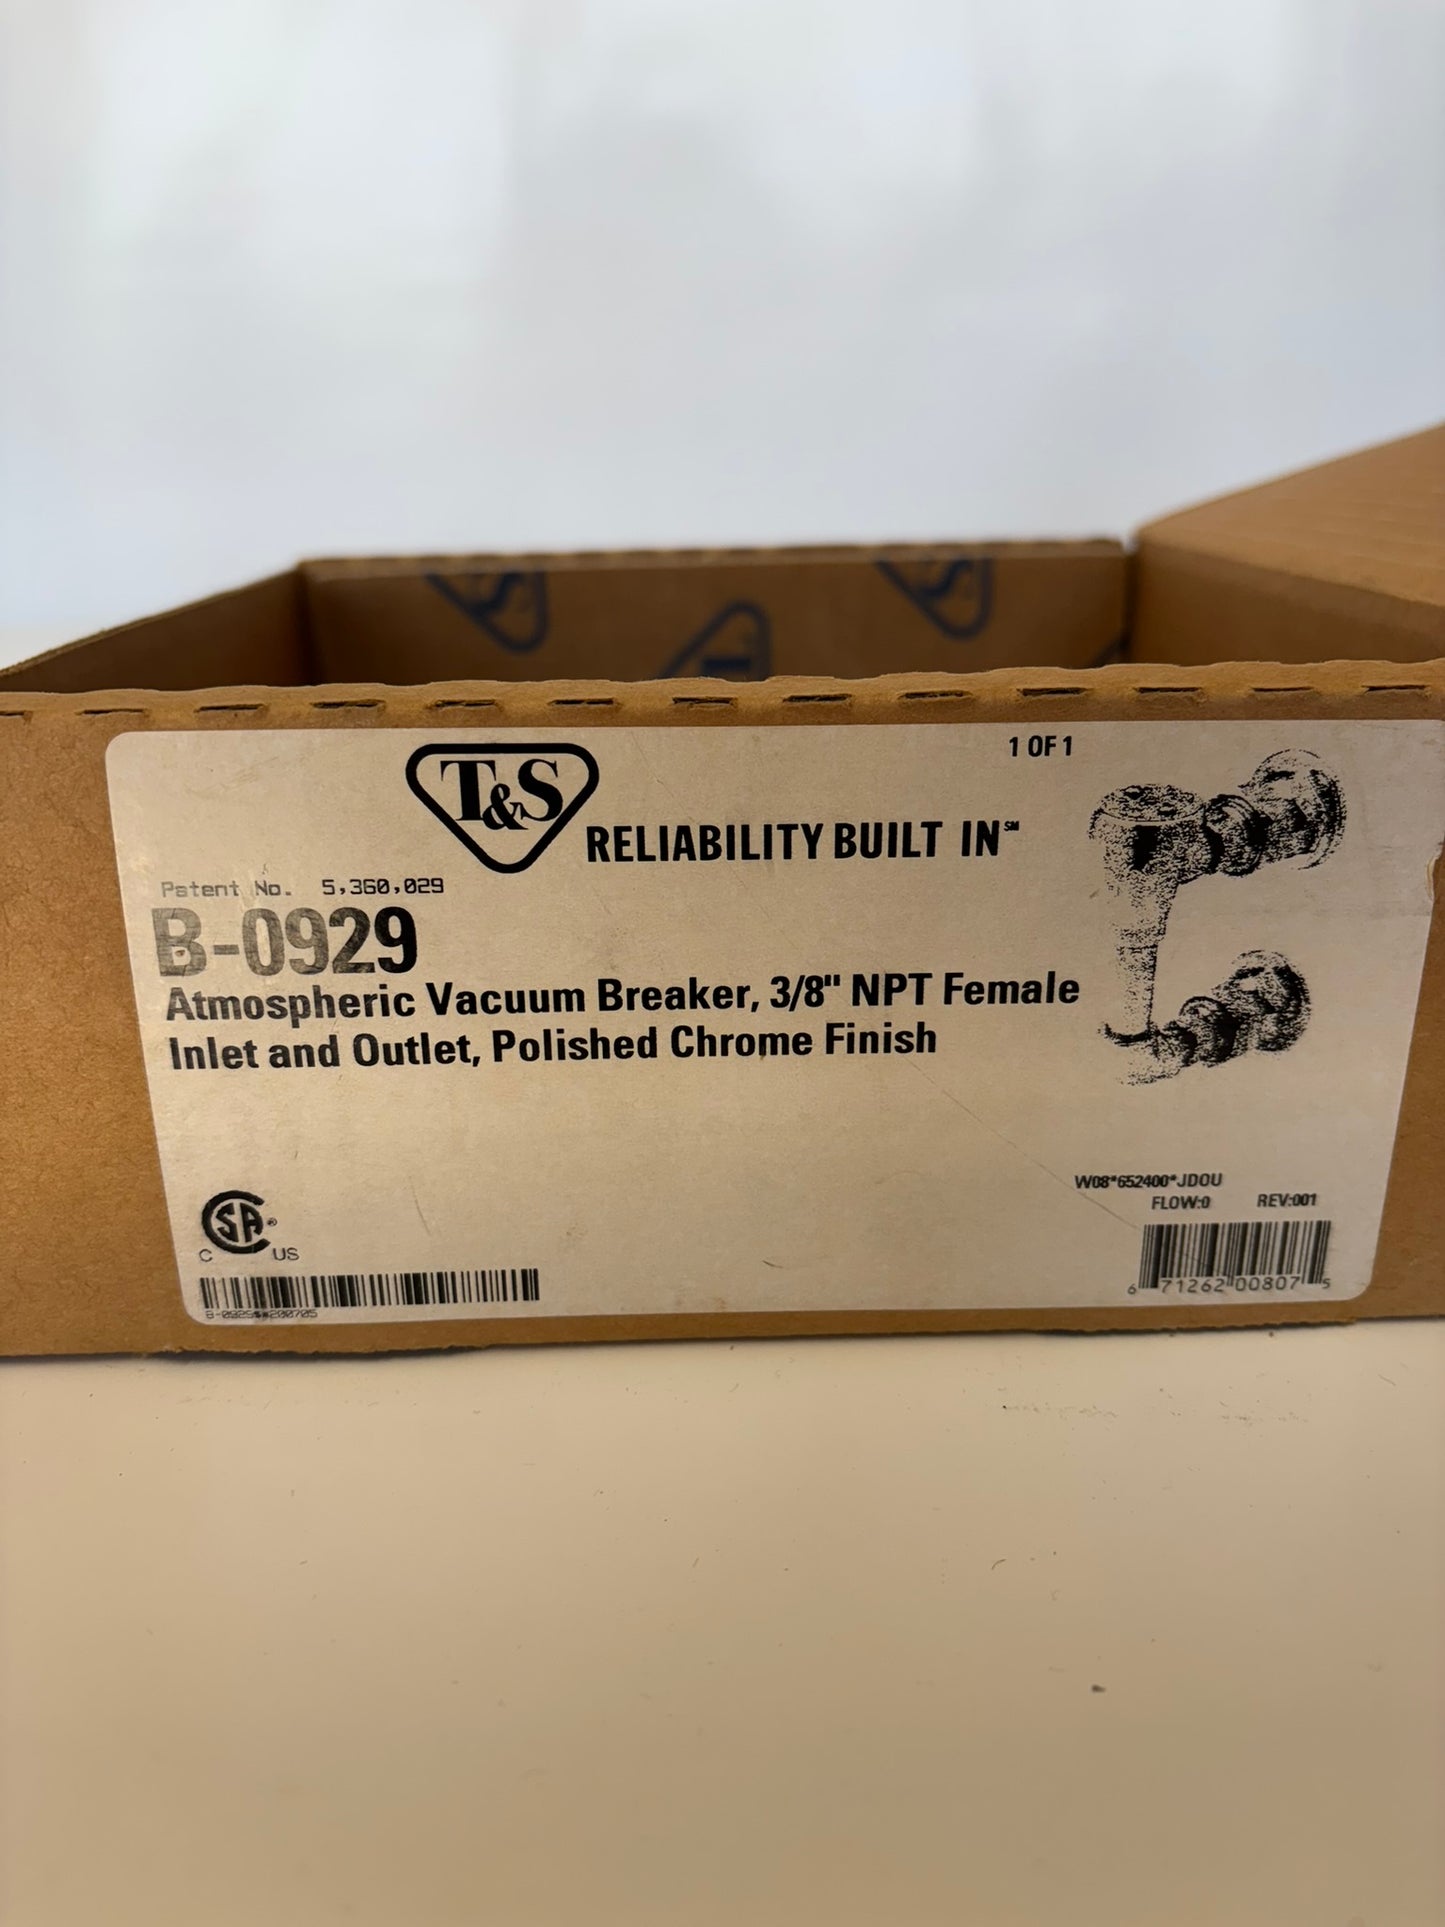 1 OF 1
T&S
RELIABILITY BUILT IN℠
Patent No. 5,360,029
B-0929
Atmospheric Vacuum Breaker, 3/8" NPT Female
Inlet and Outlet, Polished Chrome Finish
W08*652400*JDOU
FLOW:0 REV:001
CSA®
C US
6 71262 00807 5
T&S
T&S